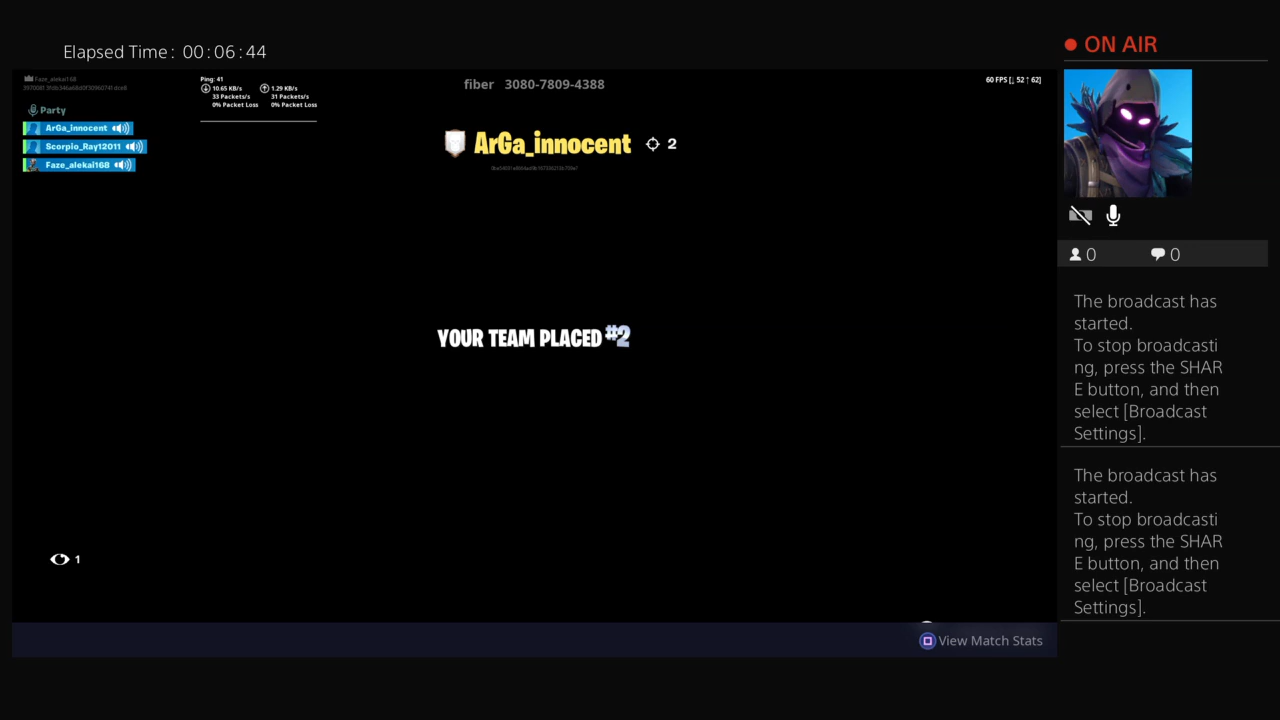 Elapsed Time: 00:06:44
ON AIR
Faze_alekai168
Ping: 41
10.65 KB/s
1.29 KB/s
33 Packets/s
31 Packets/s
0% Packet Loss
0% Packet Loss
fiber 3080-7809-4388
60 FPS [↓ 52 ↑ 62]
Party
ArGa_innocent
Scorpio_Ray12011
Faze_alekai168
ArGa_innocent 2
YOUR TEAM PLACED #2
1
View Match Stats
0
0
The broadcast has
started.
To stop broadcasti
ng, press the SHAR
E button, and then
select [Broadcast
Settings].
The broadcast has
started.
To stop broadcasti
ng, press the SHAR
E button, and then
select [Broadcast
Settings].